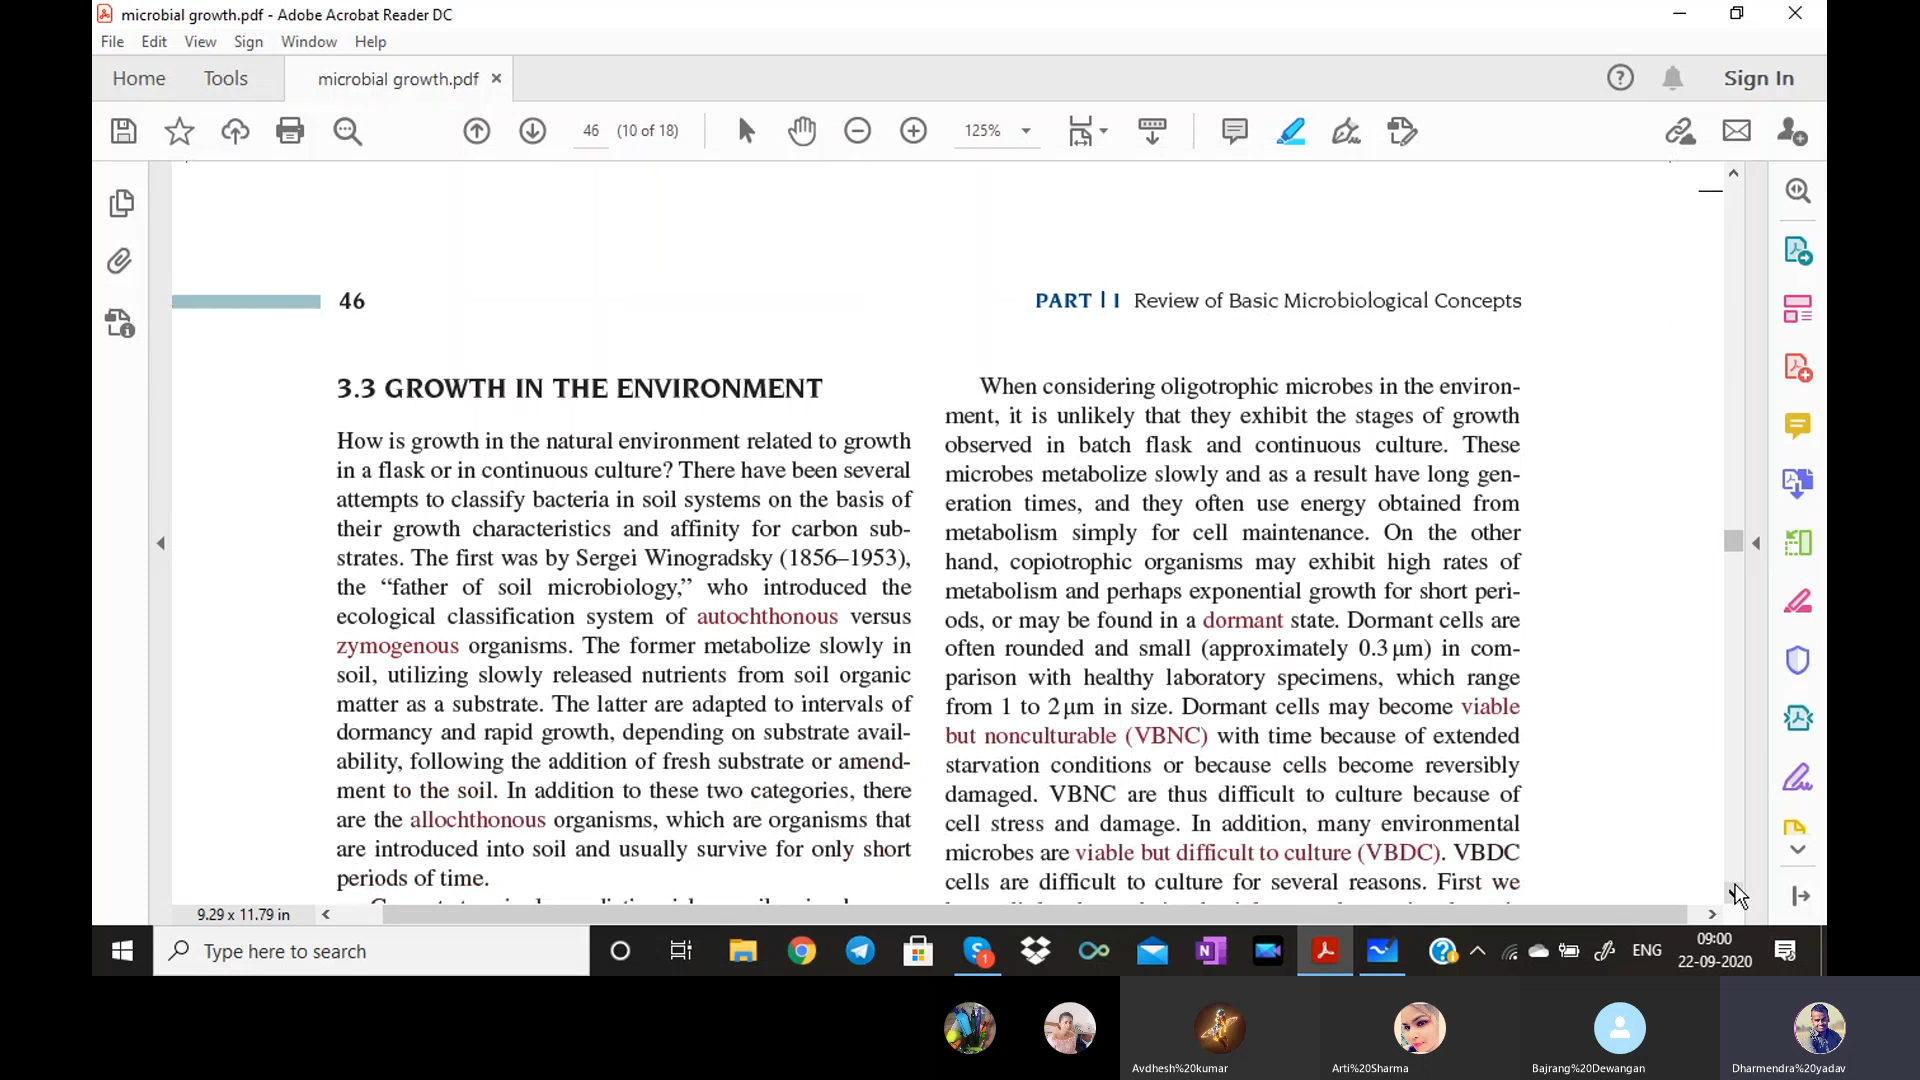 microbial growth.pdf - Adobe Acrobat Reader DC
File Edit View Sign Window Help
Home Tools microbial growth.pdf × Sign In
46 (10 of 18) 125%
46
PART I I Review of Basic Microbiological Concepts
3.3 GROWTH IN THE ENVIRONMENT
How is growth in the natural environment related to growth
in a flask or in continuous culture? There have been several
attempts to classify bacteria in soil systems on the basis of
their growth characteristics and affinity for carbon sub-
strates. The first was by Sergei Winogradsky (1856–1953),
the “father of soil microbiology,” who introduced the
ecological classification system of autochthonous versus
zymogenous organisms. The former metabolize slowly in
soil, utilizing slowly released nutrients from soil organic
matter as a substrate. The latter are adapted to intervals of
dormancy and rapid growth, depending on substrate avail-
ability, following the addition of fresh substrate or amend-
ment to the soil. In addition to these two categories, there
are the allochthonous organisms, which are organisms that
are introduced into soil and usually survive for only short
periods of time.
When considering oligotrophic microbes in the environ-
ment, it is unlikely that they exhibit the stages of growth
observed in batch flask and continuous culture. These
microbes metabolize slowly and as a result have long gen-
eration times, and they often use energy obtained from
metabolism simply for cell maintenance. On the other
hand, copiotrophic organisms may exhibit high rates of
metabolism and perhaps exponential growth for short peri-
ods, or may be found in a dormant state. Dormant cells are
often rounded and small (approximately 0.3 µm) in com-
parison with healthy laboratory specimens, which range
from 1 to 2 µm in size. Dormant cells may become viable
but nonculturable (VBNC) with time because of extended
starvation conditions or because cells become reversibly
damaged. VBNC are thus difficult to culture because of
cell stress and damage. In addition, many environmental
microbes are viable but difficult to culture (VBDC). VBDC
cells are difficult to culture for several reasons. First we
9.29 x 11.79 in
Type here to search
ENG
09:00
22-09-2020
Avdhesh%20kumar
Arti%20Sharma
Bajrang%20Dewangan
Dharmendra%20yadav